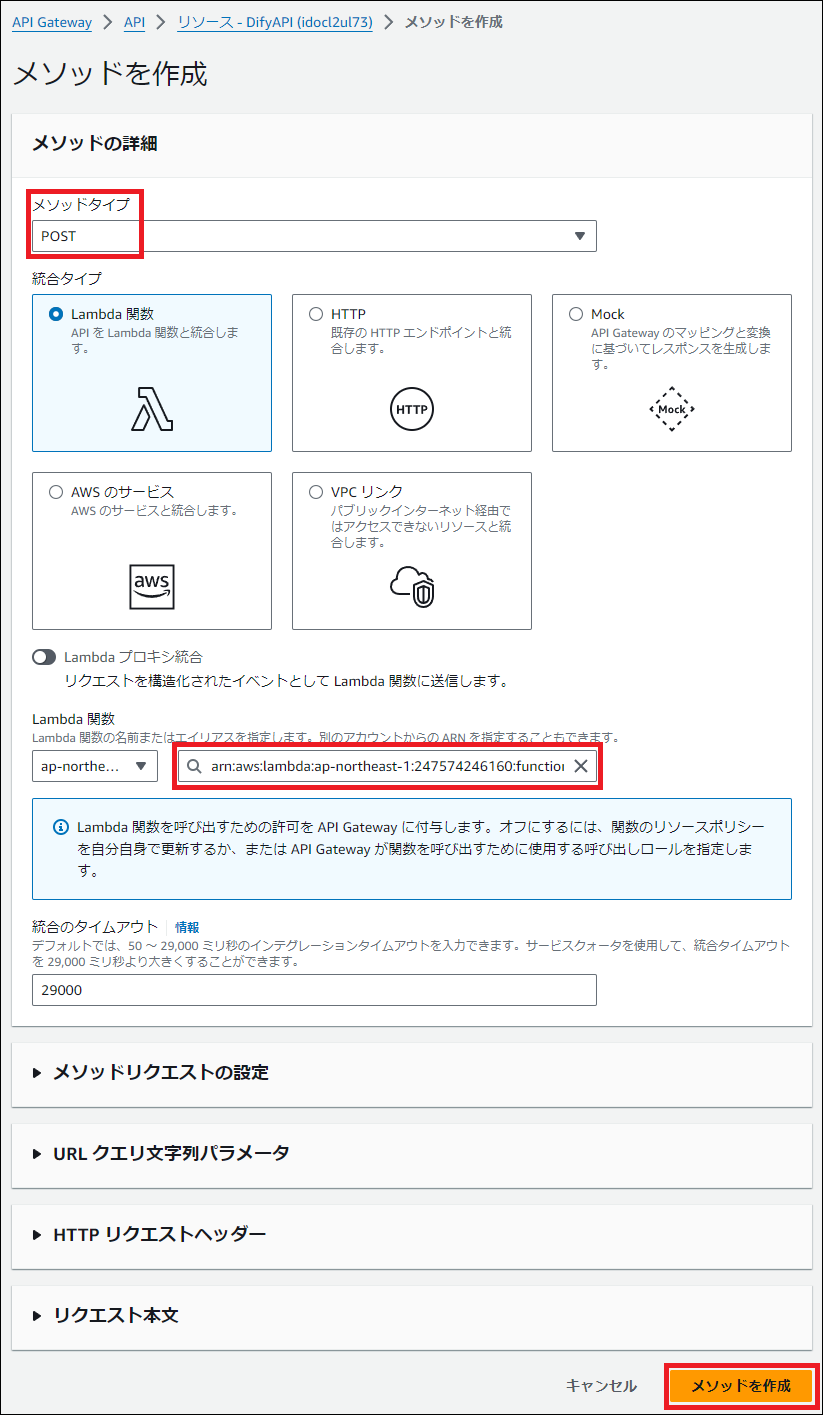 API Gateway > API > リソース - DifyAPI (idocl2ul73) > メソッドを作成
メソッドを作成
メソッドの詳細
メソッドタイプ
POST
統合タイプ
Lambda 関数
API を Lambda 関数と統合しま
す。
HTTP
既存の HTTP エンドポイントと統
合します。
HTTP
Mock
API Gateway のマッピングと変換
に基づいてレスポンスを生成しま
す。
Mock
AWS のサービス
AWS のサービスと統合します。
aws
VPC リンク
パブリックインターネット経由で
はアクセスできないリソースと統
合します。
Lambda プロキシ統合
リクエストを構造化されたイベントとして Lambda 関数に送信します。
Lambda 関数
Lambda 関数の名前またはエイリアスを指定します。別のアカウントからの ARN を指定することもできます。
ap-northe...
arn:aws:lambda:ap-northeast-1:247574246160:function
Lambda 関数を呼び出すための許可を API Gateway に付与します。オフにするには、関数のリソースポリシー
を自分自身で更新するか、または API Gateway が関数を呼び出すために使用する呼び出しロールを指定しま
す。
統合のタイムアウト 情報
デフォルトでは、50 ～ 29,000 ミリ秒のインテグレーションタイムアウトを入力できます。サービスクォータを使用して、統合タイムアウト
を 29,000 ミリ秒より大きくすることができます。
29000
メソッドリクエストの設定
URL クエリ文字列パラメータ
HTTP リクエストヘッダー
リクエスト本文
キャンセル
メソッドを作成